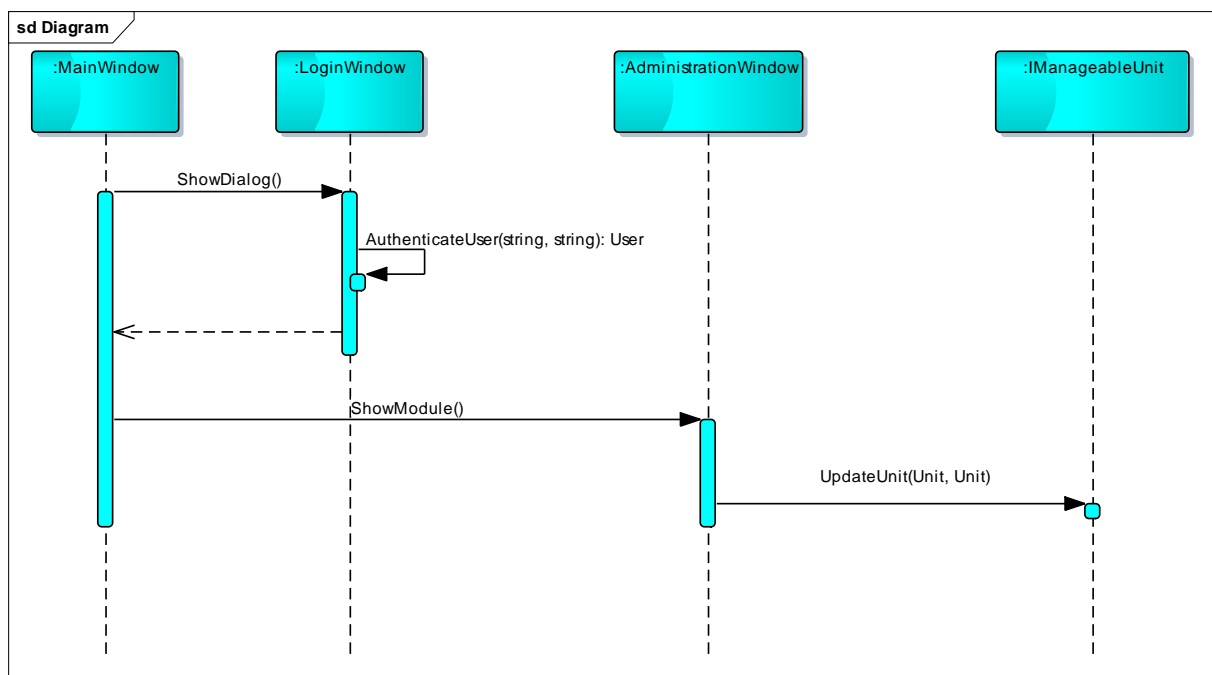 sd Diagram
:MainWindow
:LoginWindow
:AdministrationWindow
:IManageableUnit
ShowDialog()
AuthenticateUser(string, string): User
ShowModule()
UpdateUnit(Unit, Unit)